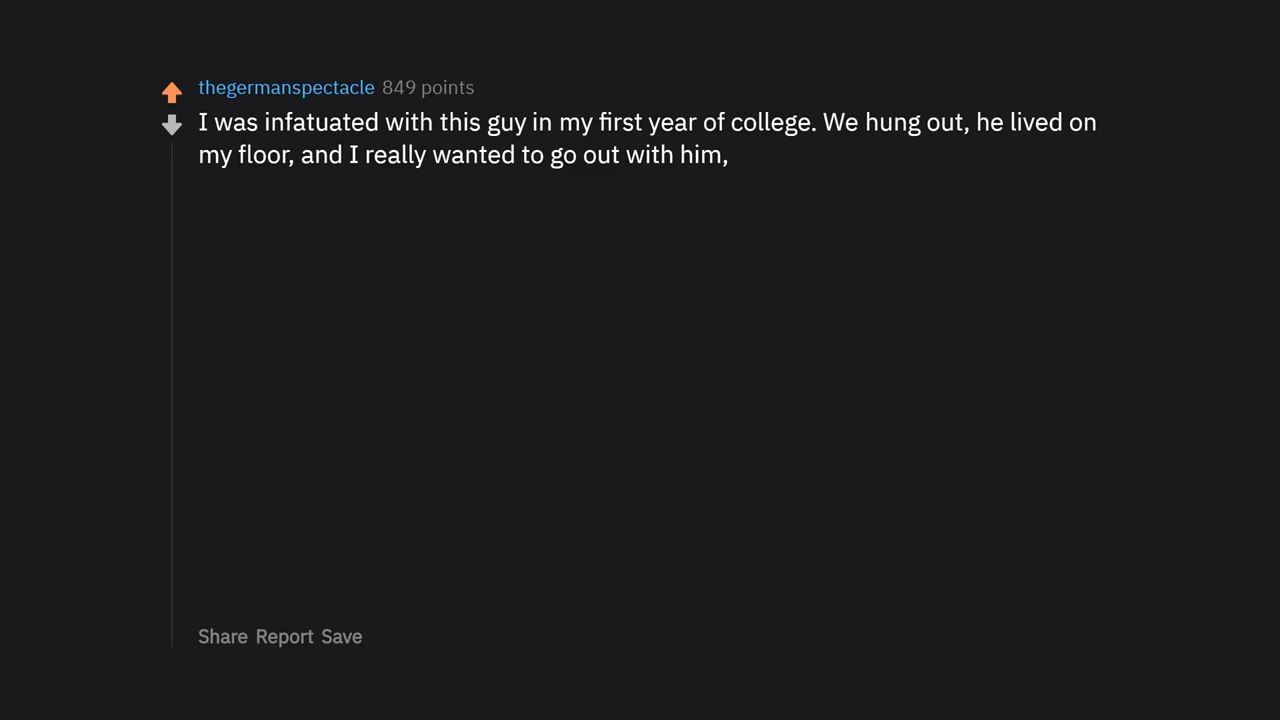 thegermanspectacle 849 points
I was infatuated with this guy in my first year of college. We hung out, he lived on
my floor, and I really wanted to go out with him,
Share Report Save